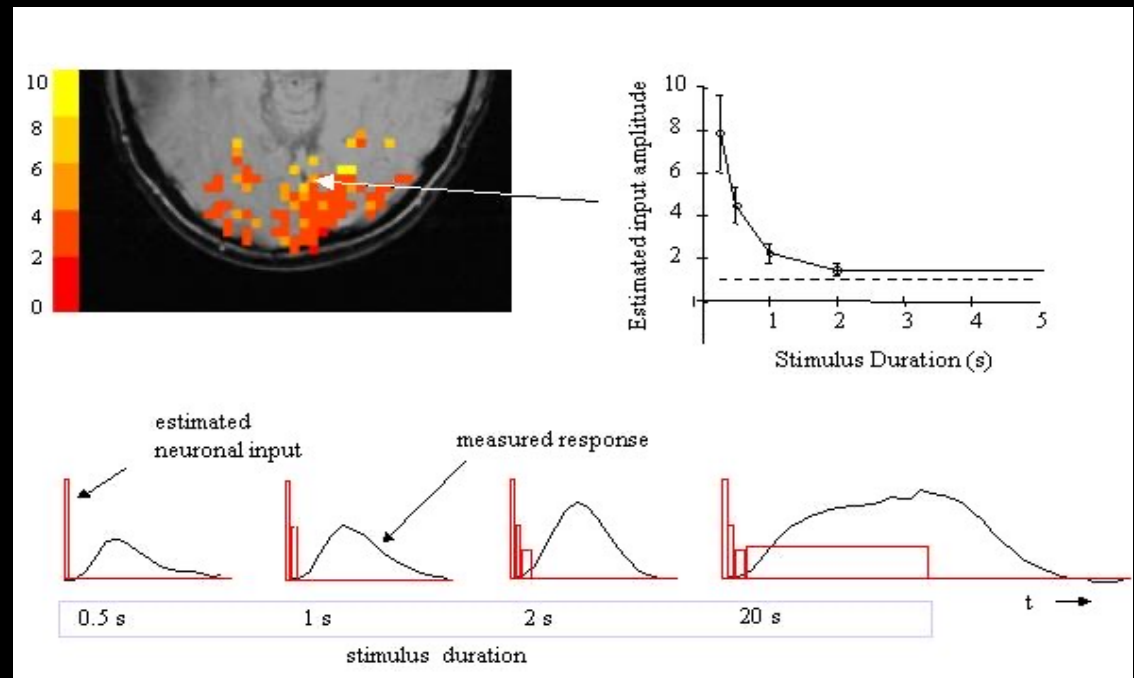 10
8
6
4
2
0
Estimated input amplitude
10
8
6
4
2
1 2 3 4 5
Stimulus Duration (s)
estimated
neuronal input
measured response
t
0.5 s 1 s 2 s 20 s
stimulus duration